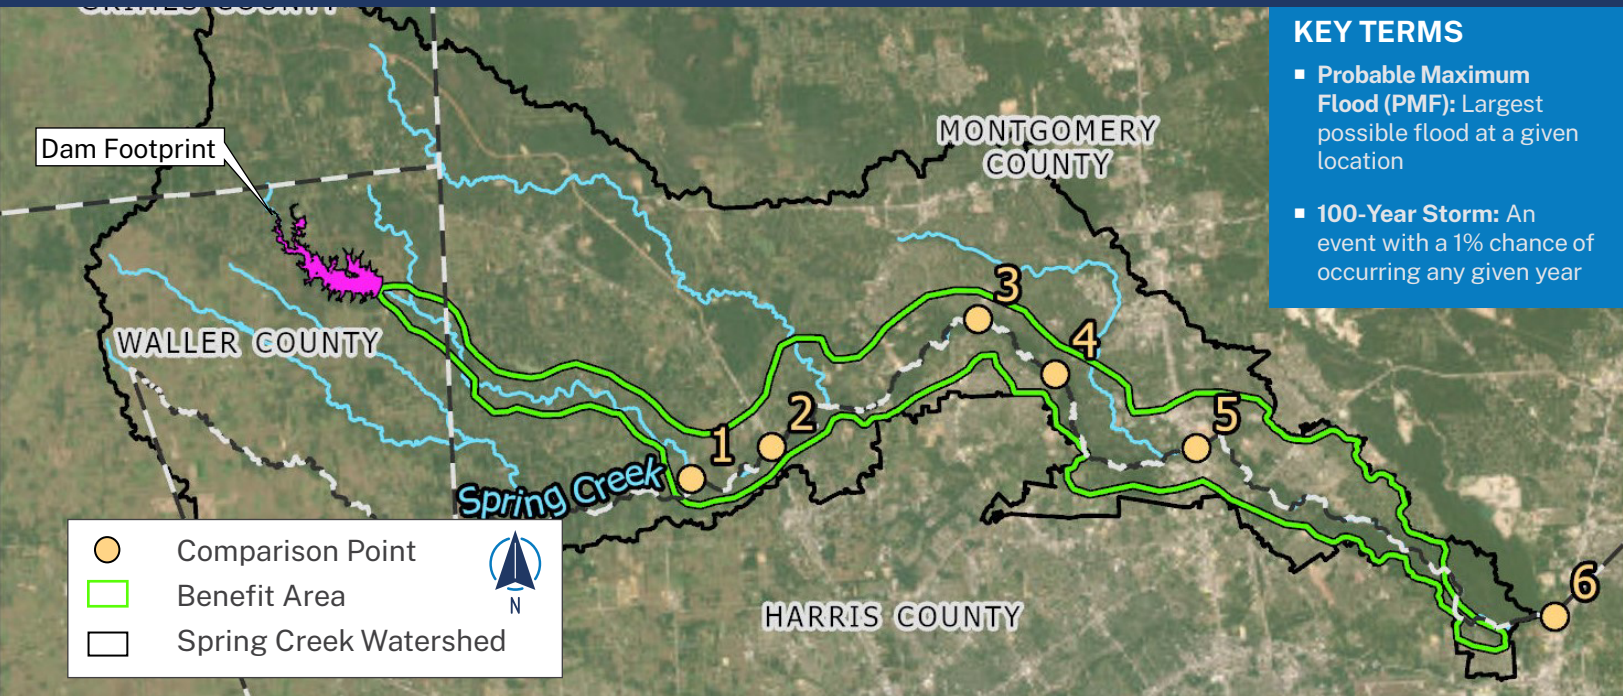 GRIMES COUNTY
KEY TERMS
▪ Probable Maximum
Flood (PMF): Largest
possible flood at a given
location
▪ 100-Year Storm: An
event with a 1% chance of
occurring any given year
MONTGOMERY
COUNTY
Dam Footprint
WALLER COUNTY
3
4
2
5
1
Spring Creek
6
HARRIS COUNTY
Comparison Point
Benefit Area
Spring Creek Watershed
N